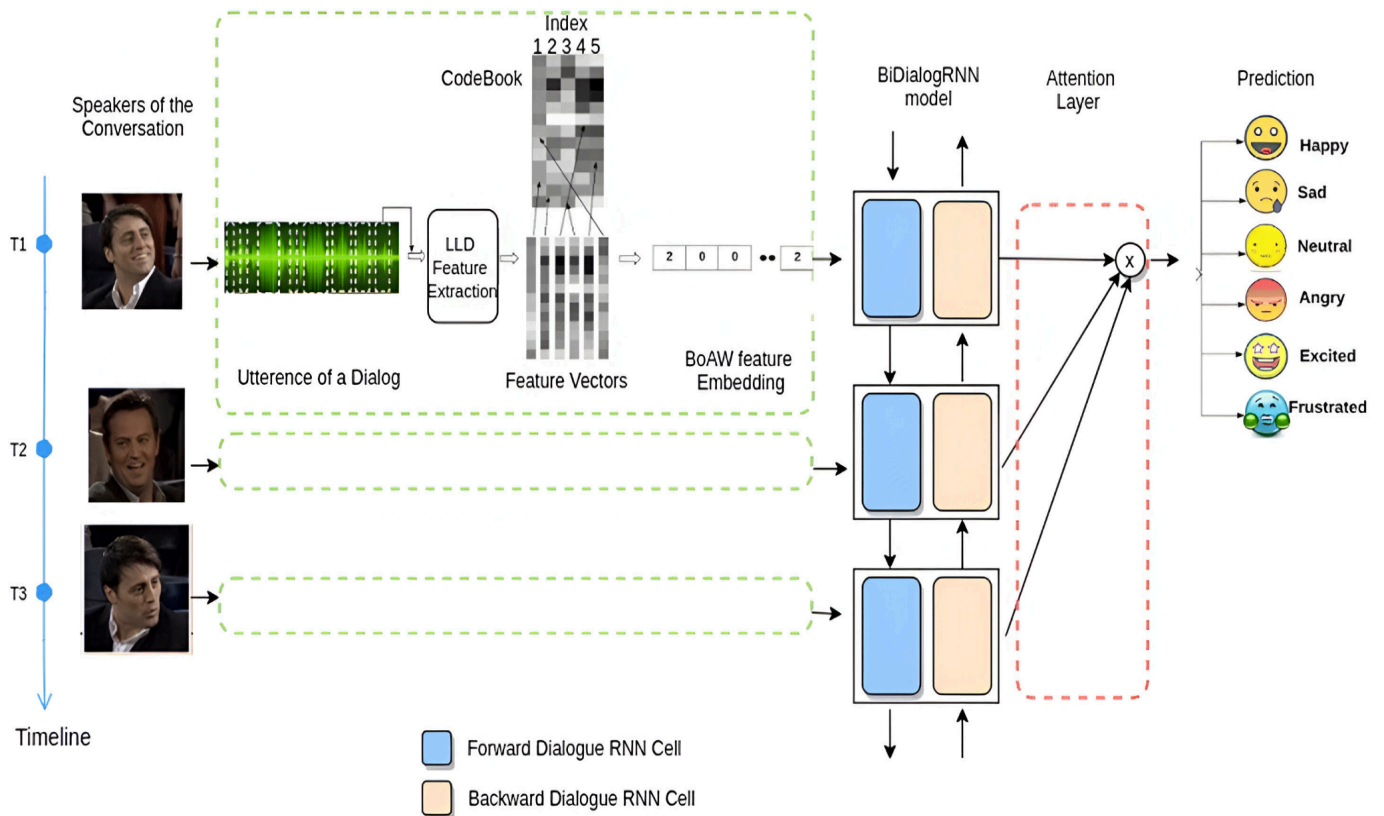 Index
1 2 3 4 5
CodeBook
BiDialogRNN
model
Attention
Layer
Prediction
Speakers of the
Conversation
T1
LLD
Feature
Extraction
2 0 0 •• 2
X
Happy
Sad
Neutral
Angry
Excited
Frustrated
Utterence of a Dialog
Feature Vectors
BoAW feature
Embedding
T2
T3
Timeline
Forward Dialogue RNN Cell
Backward Dialogue RNN Cell